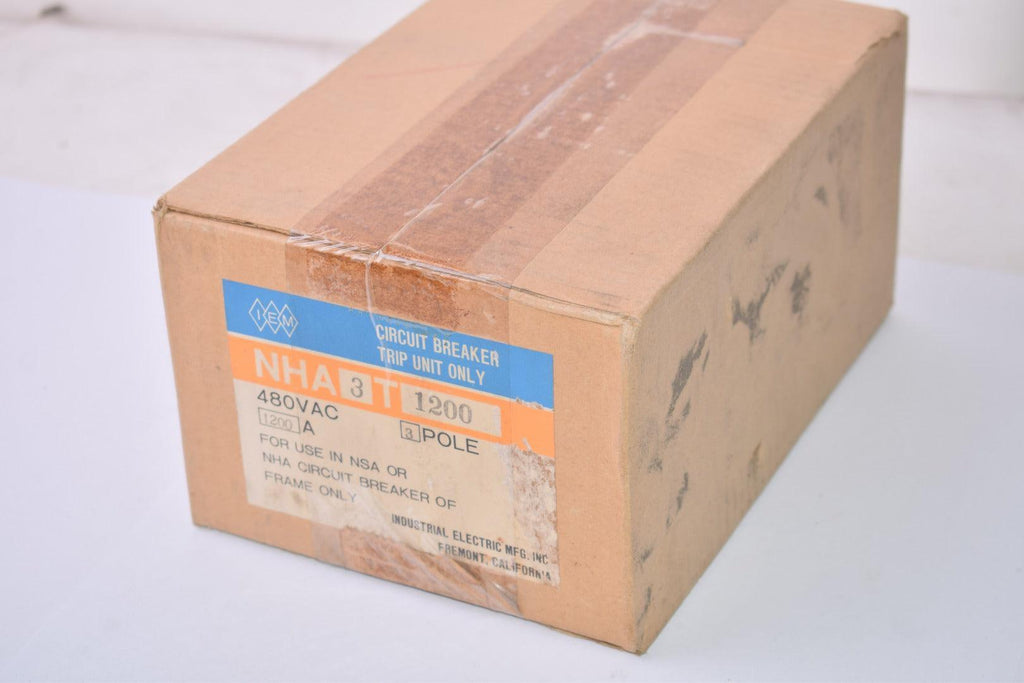 IEM
CIRCUIT BREAKER
TRIP UNIT ONLY
NHA 3 T 1200
480VAC
1200 A 3 POLE
FOR USE IN NSA OR
NHA CIRCUIT BREAKER OF
FRAME ONLY
INDUSTRIAL ELECTRIC MFG. INC
FREMONT, CALIFORNIA